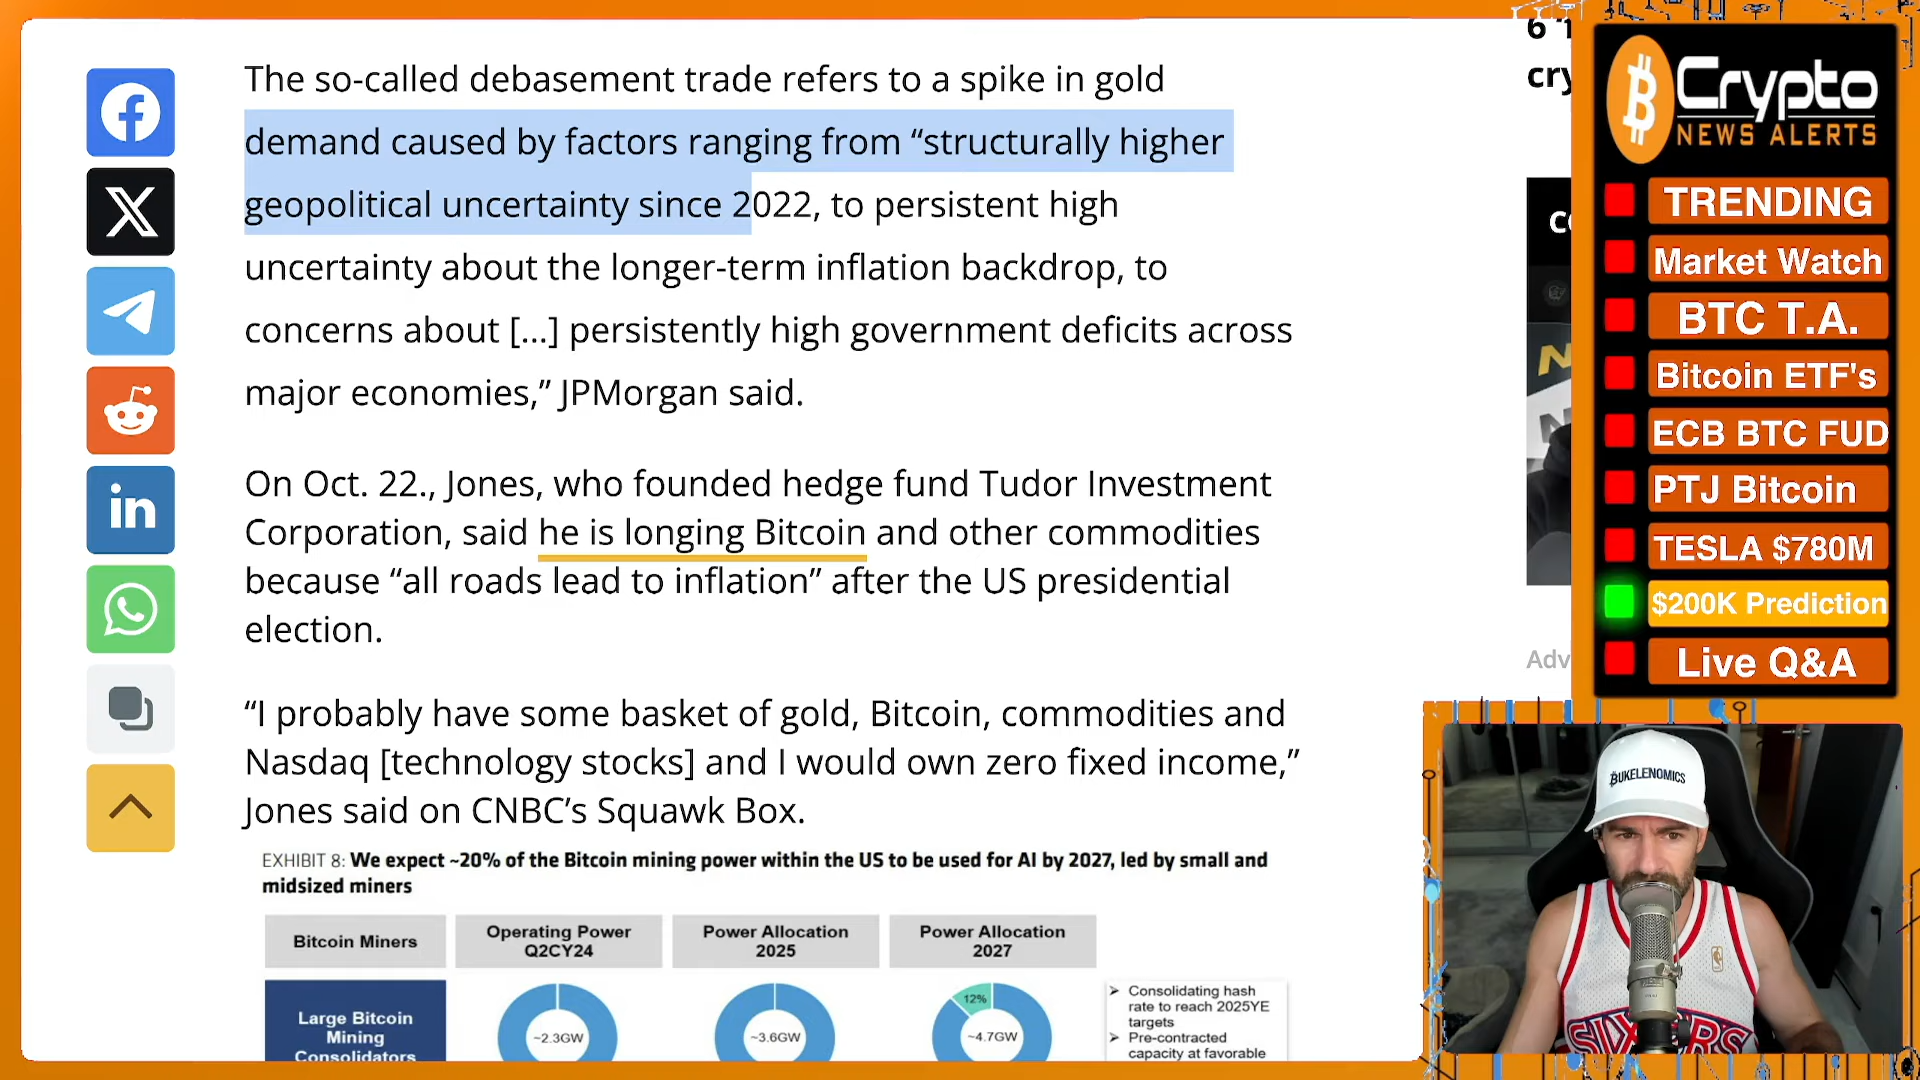 The so-called debasement trade refers to a spike in gold
demand caused by factors ranging from “structurally higher
geopolitical uncertainty since 2022, to persistent high
uncertainty about the longer-term inflation backdrop, to
concerns about [...] persistently high government deficits across
major economies,” JPMorgan said.
On Oct. 22., Jones, who founded hedge fund Tudor Investment
Corporation, said he is longing Bitcoin and other commodities
because “all roads lead to inflation” after the US presidential
election.
“I probably have some basket of gold, Bitcoin, commodities and
Nasdaq [technology stocks] and I would own zero fixed income,”
Jones said on CNBC’s Squawk Box.
EXHIBIT 8: We expect ~20% of the Bitcoin mining power within the US to be used for AI by 2027, led by small and
midsized miners
Bitcoin Miners
Operating Power
Q2CY24
Power Allocation
2025
Power Allocation
2027
Large Bitcoin
Mining
Consolidators
~2.3GW
~3.6GW
12%
~4.7GW
Consolidating hash
rate to reach 2025YE
targets
Pre-contracted
capacity at favorable
in
Adv
Crypto
NEWS ALERTS
TRENDING
Market Watch
BTC T.A.
Bitcoin ETF's
ECB BTC FUD
PTJ Bitcoin
TESLA $780M
$200K Prediction
Live Q&A
BUKELENOMICS
SIXERS